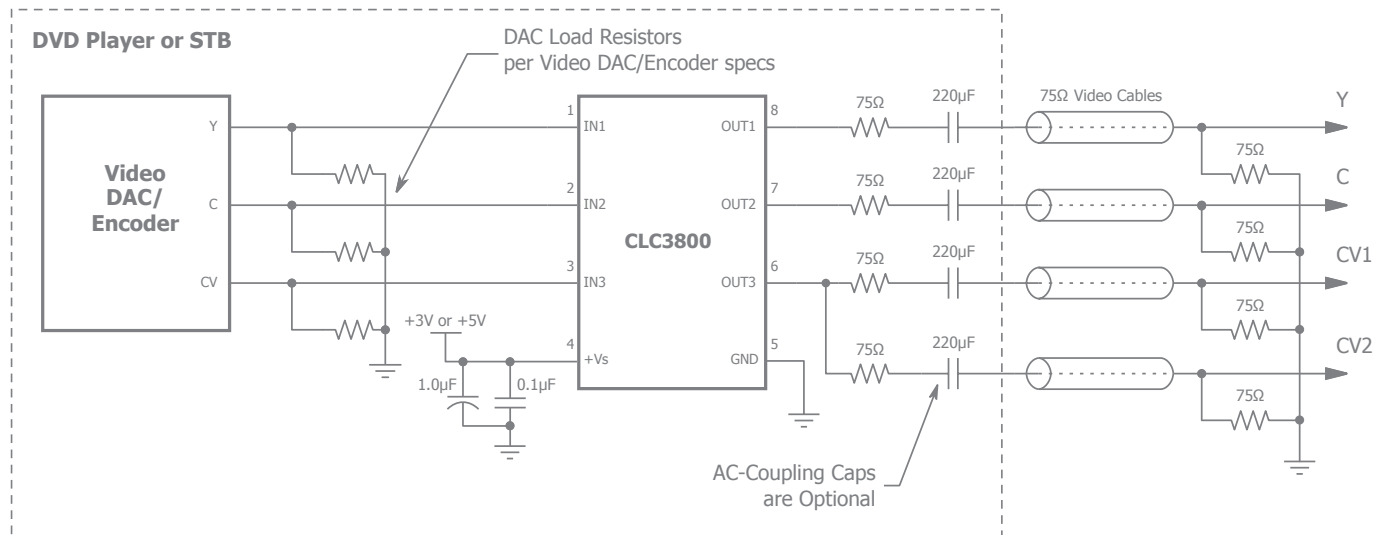 DVD Player or STB
DAC Load Resistors
per Video DAC/Encoder specs
Video
DAC/
Encoder
Y
C
CV
1
2
3
4
IN1
IN2
IN3
+Vs
CLC3800
OUT1
OUT2
OUT3
GND
8
7
6
5
+3V or +5V
1.0µF
0.1µF
75Ω
220µF
75Ω Video Cables
Y
75Ω
75Ω
220µF
C
75Ω
75Ω
220µF
CV1
75Ω
75Ω
220µF
CV2
75Ω
AC-Coupling Caps
are Optional